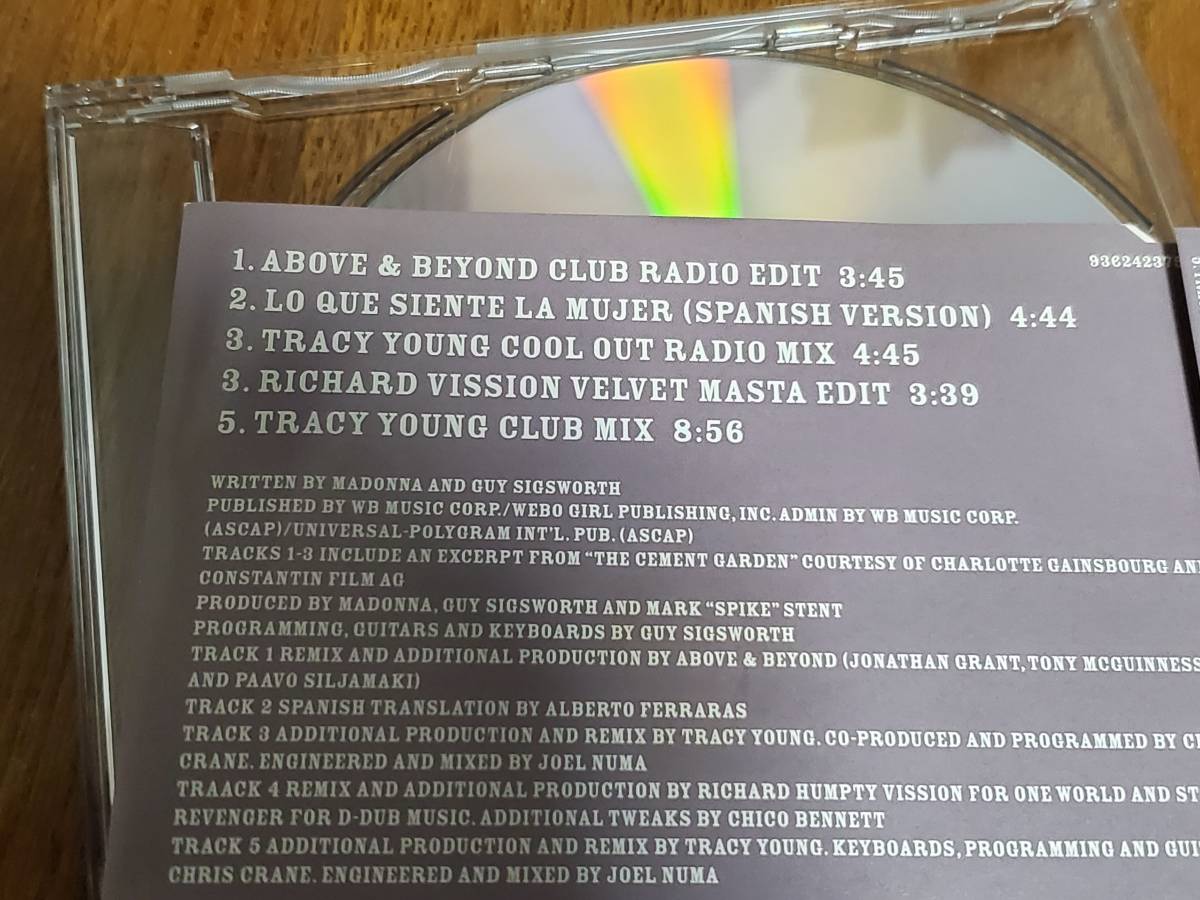 1. ABOVE & BEYOND CLUB RADIO EDIT 3:45
2. LO QUE SIENTE LA MUJER (SPANISH VERSION) 4:44
3. TRACY YOUNG COOL OUT RADIO MIX 4:45
3. RICHARD VISSION VELVET MASTA EDIT 3:39
5. TRACY YOUNG CLUB MIX 8:56
WRITTEN BY MADONNA AND GUY SIGSWORTH
PUBLISHED BY WB MUSIC CORP./WEBO GIRL PUBLISHING, INC. ADMIN BY WB MUSIC CORP.
(ASCAP)/UNIVERSAL-POLYGRAM INT'L. PUB. (ASCAP)
TRACKS 1-3 INCLUDE AN EXCERPT FROM "THE CEMENT GARDEN" COURTESY OF CHARLOTTE GAINSBOURG AN
CONSTANTIN FILM AG
PRODUCED BY MADONNA, GUY SIGSWORTH AND MARK "SPIKE" STENT
PROGRAMMING, GUITARS AND KEYBOARDS BY GUY SIGSWORTH
TRACK 1 REMIX AND ADDITIONAL PRODUCTION BY ABOVE & BEYOND (JONATHAN GRANT, TONY MCGUINNESS
AND PAAVO SILJAMAKI)
TRACK 2 SPANISH TRANSLATION BY ALBERTO FERRARAS
TRACK 3 ADDITIONAL PRODUCTION AND REMIX BY TRACY YOUNG. CO-PRODUCED AND PROGRAMMED BY
CRANE. ENGINEERED AND MIXED BY JOEL NUMA
TRAACK 4 REMIX AND ADDITIONAL PRODUCTION BY RICHARD HUMPTY VISSION FOR ONE WORLD AND ST
REVENGER FOR D-DUB MUSIC. ADDITIONAL TWEAKS BY CHICO BENNETT
TRACK 5 ADDITIONAL PRODUCTION AND REMIX BY TRACY YOUNG. KEYBOARDS, PROGRAMMING AND GUI
CHRIS CRANE. ENGINEERED AND MIXED BY JOEL NUMA